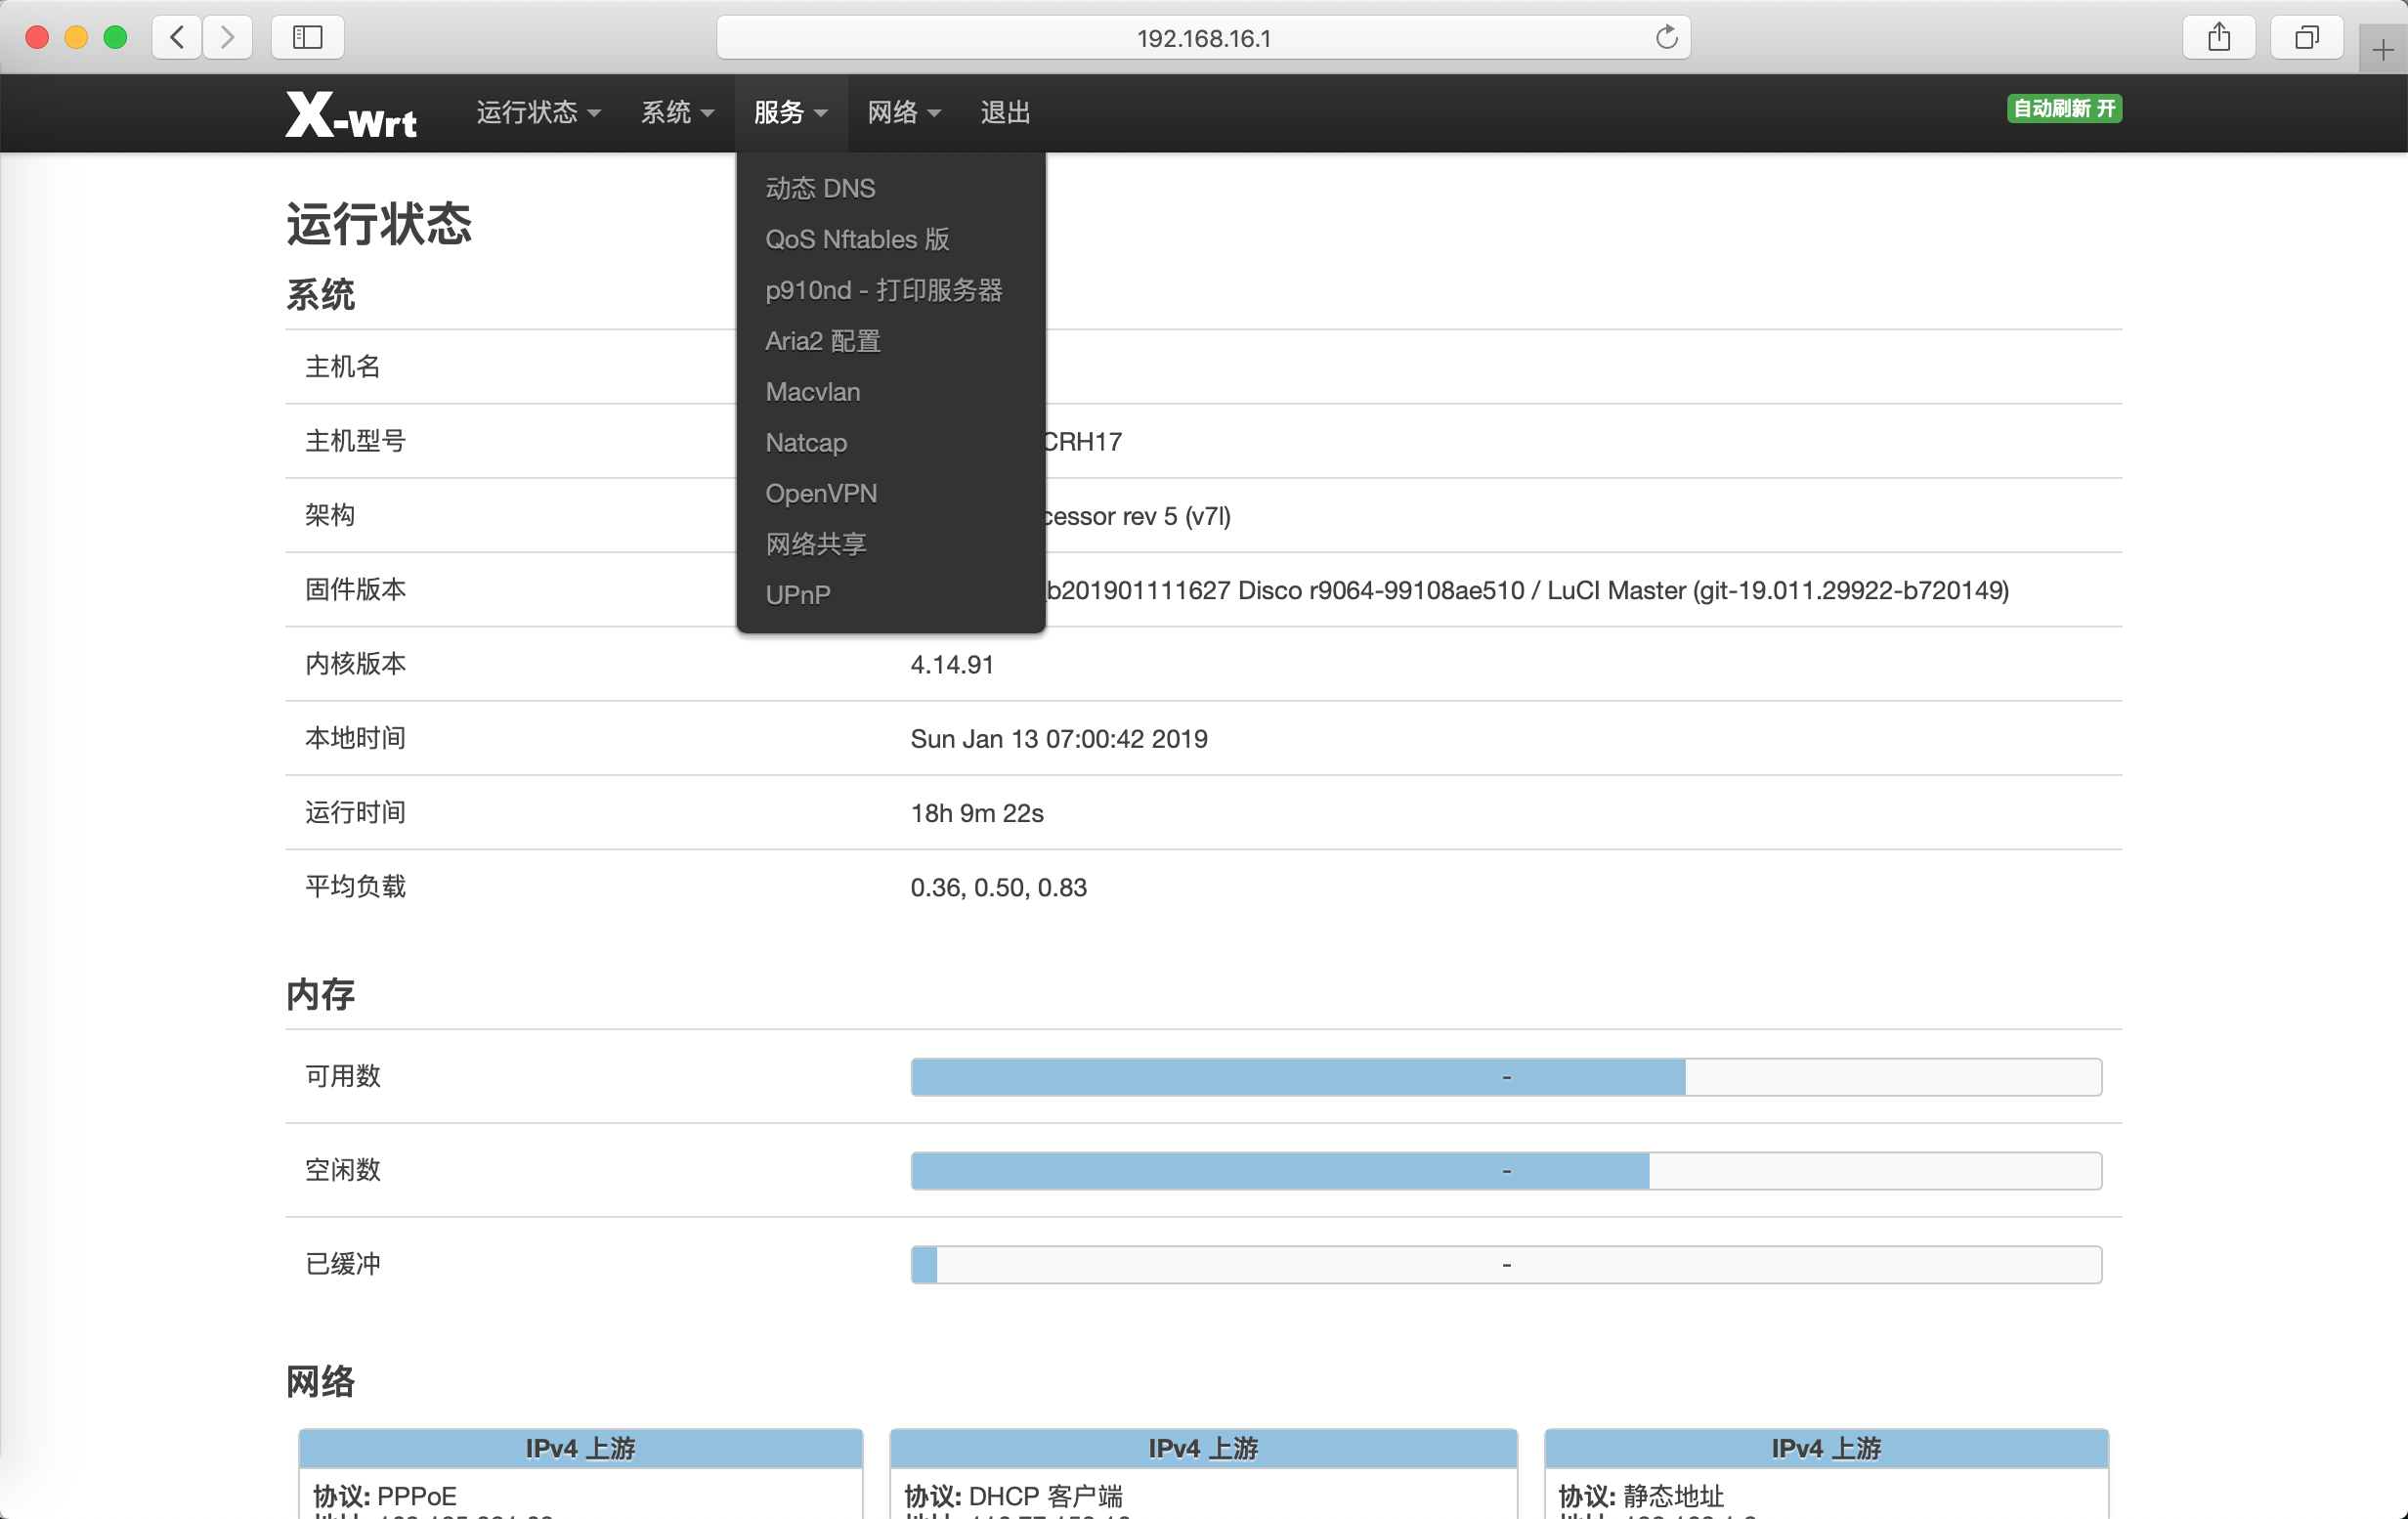 192.168.16.1
X-Wrt 运行状态 系统 服务 网络 退出 自动刷新 开
动态 DNS
QoS Nftables 版
p910nd - 打印服务器
Aria2 配置
Macvlan
Natcap
OpenVPN
网络共享
UPnP
运行状态
系统
主机名
主机型号 CRH17
架构 rev 5 (v7l)
固件版本 b201901111627 Disco r9064-99108ae510 / LuCI Master (git-19.011.29922-b720149)
内核版本 4.14.91
本地时间 Sun Jan 13 07:00:42 2019
运行时间 18h 9m 22s
平均负载 0.36, 0.50, 0.83
内存
可用数 -
空闲数 -
已缓冲 -
网络
IPv4 上游 IPv4 上游 IPv4 上游
协议: PPPoE 协议: DHCP 客户端 协议: 静态地址